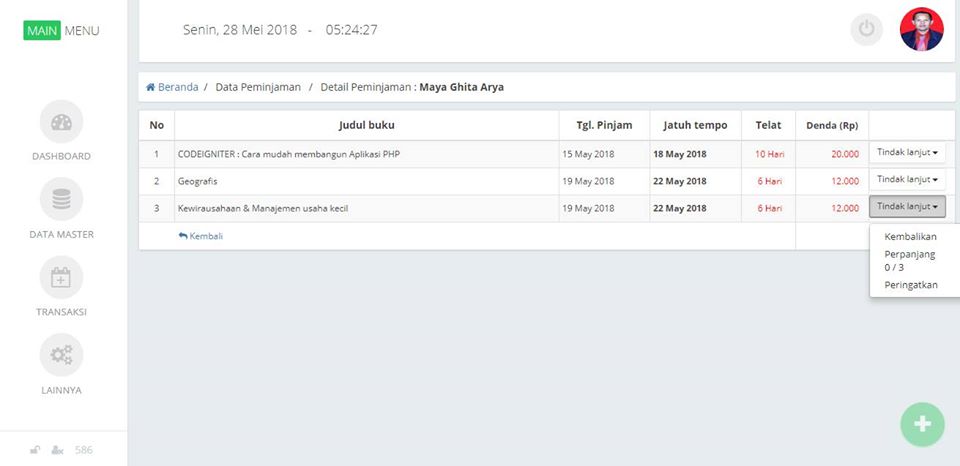 MAIN MENU
Senin, 28 Mei 2018 - 05:24:27
Beranda / Data Peminjaman / Detail Peminjaman : Maya Ghita Arya
No Judul buku Tgl. Pinjam Jatuh tempo Telat Denda (Rp)
1 CODEIGNITER : Cara mudah membangun Aplikasi PHP 15 May 2018 18 May 2018 10 Hari 20.000 Tindak lanjut
2 Geografis 19 May 2018 22 May 2018 6 Hari 12.000 Tindak lanjut
3 Kewirausahaan & Manajemen usaha kecil 19 May 2018 22 May 2018 6 Hari 12.000 Tindak lanjut
Kembali
Kembalikan
Perpanjang
0 / 3
Peringatkan
DASHBOARD
DATA MASTER
TRANSAKSI
LAINNYA
586